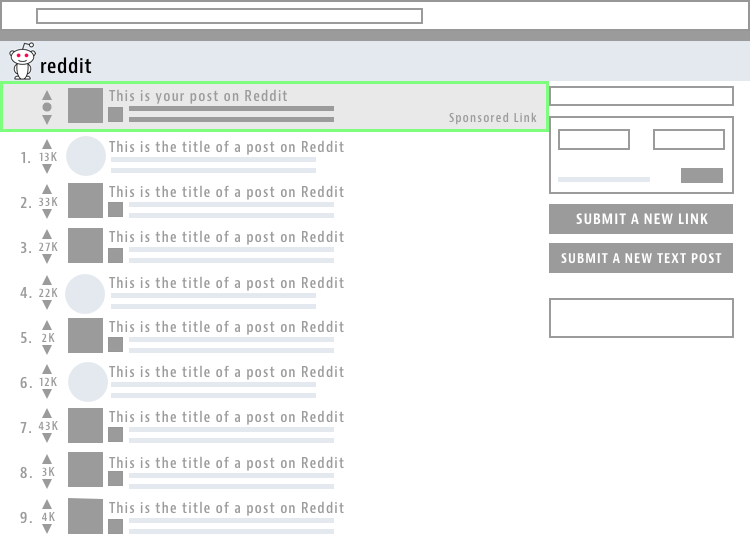 reddit
This is your post on Reddit
Sponsored Link
1. 13K This is the title of a post on Reddit
2. 33K This is the title of a post on Reddit
3. 27K This is the title of a post on Reddit
4. 22K This is the title of a post on Reddit
5. 2K This is the title of a post on Reddit
6. 12K This is the title of a post on Reddit
7. 43K This is the title of a post on Reddit
8. 3K This is the title of a post on Reddit
9. 4K This is the title of a post on Reddit
SUBMIT A NEW LINK
SUBMIT A NEW TEXT POST